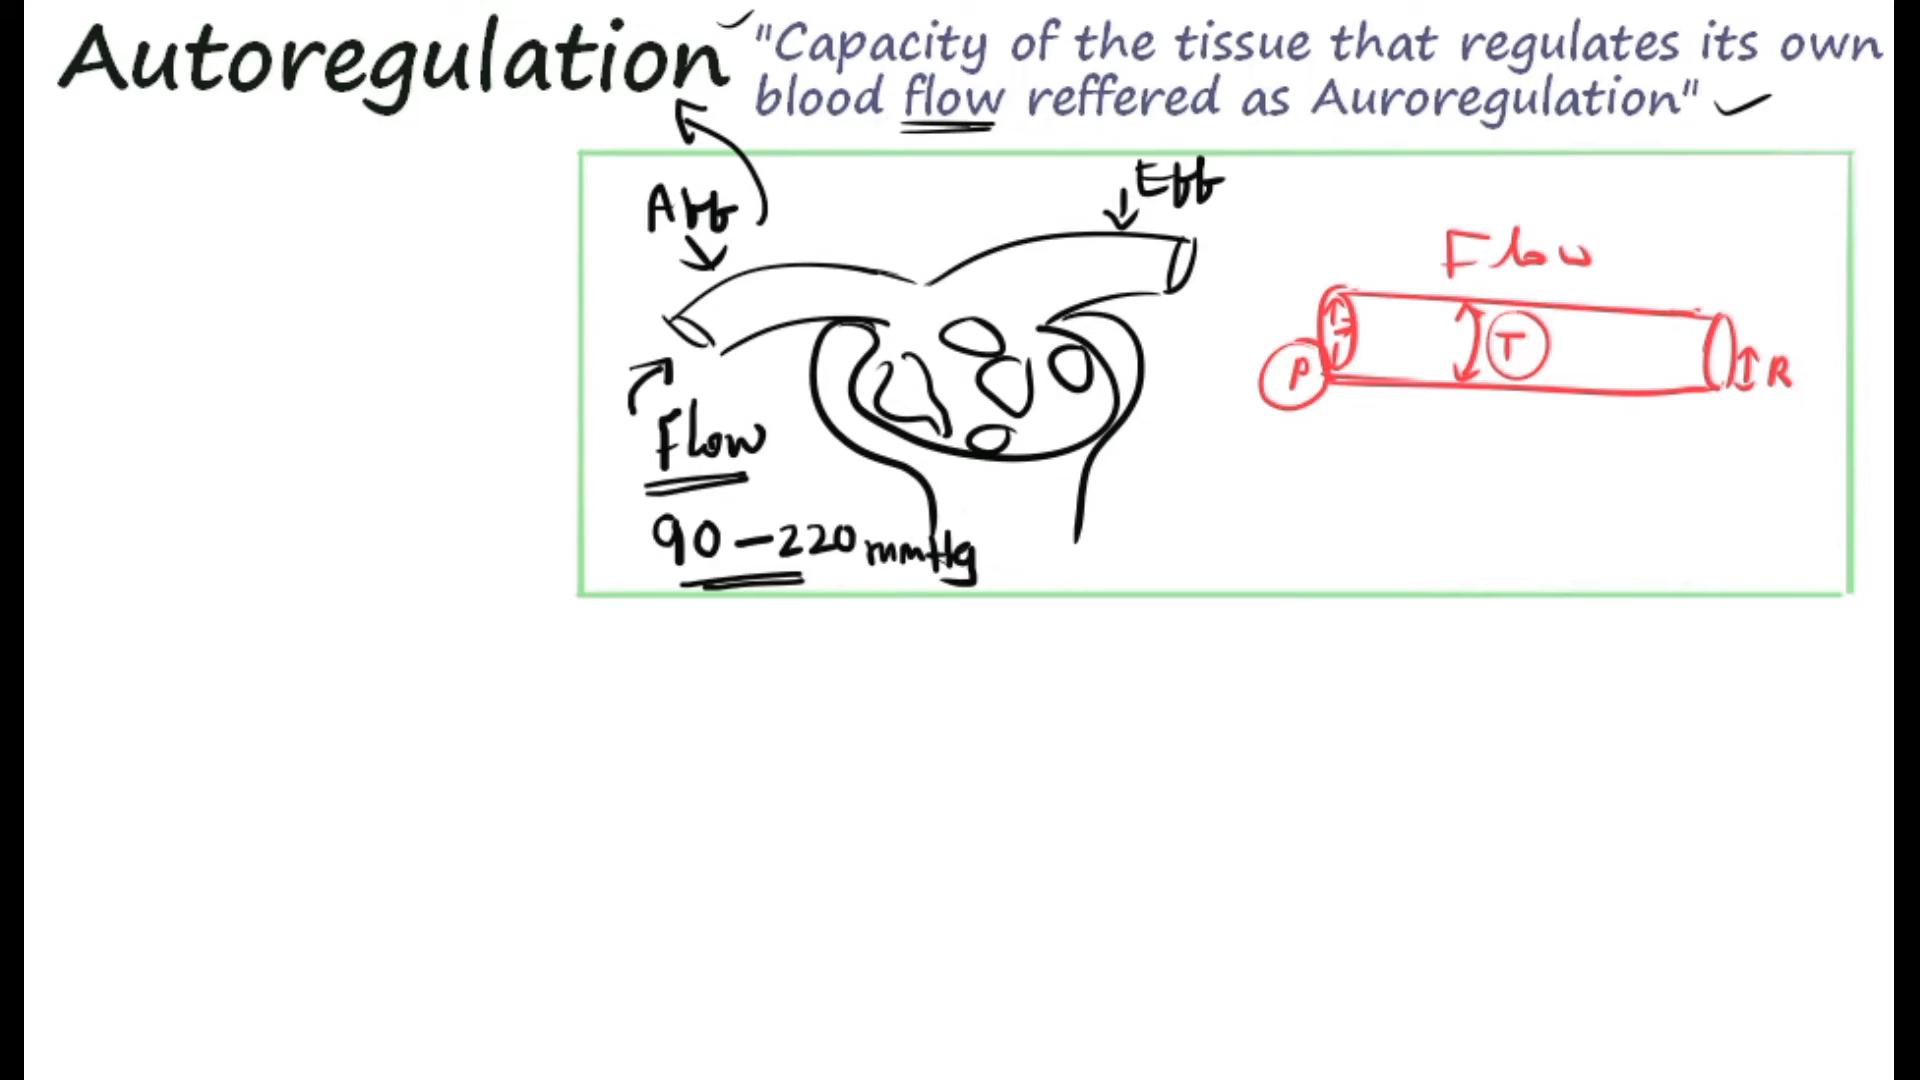 Autoregulation
"Capacity of the tissue that regulates its own
blood flow reffered as Auroregulation"
Aff
Eff
Flow
P
T
R
Flow
90-220 mmHg